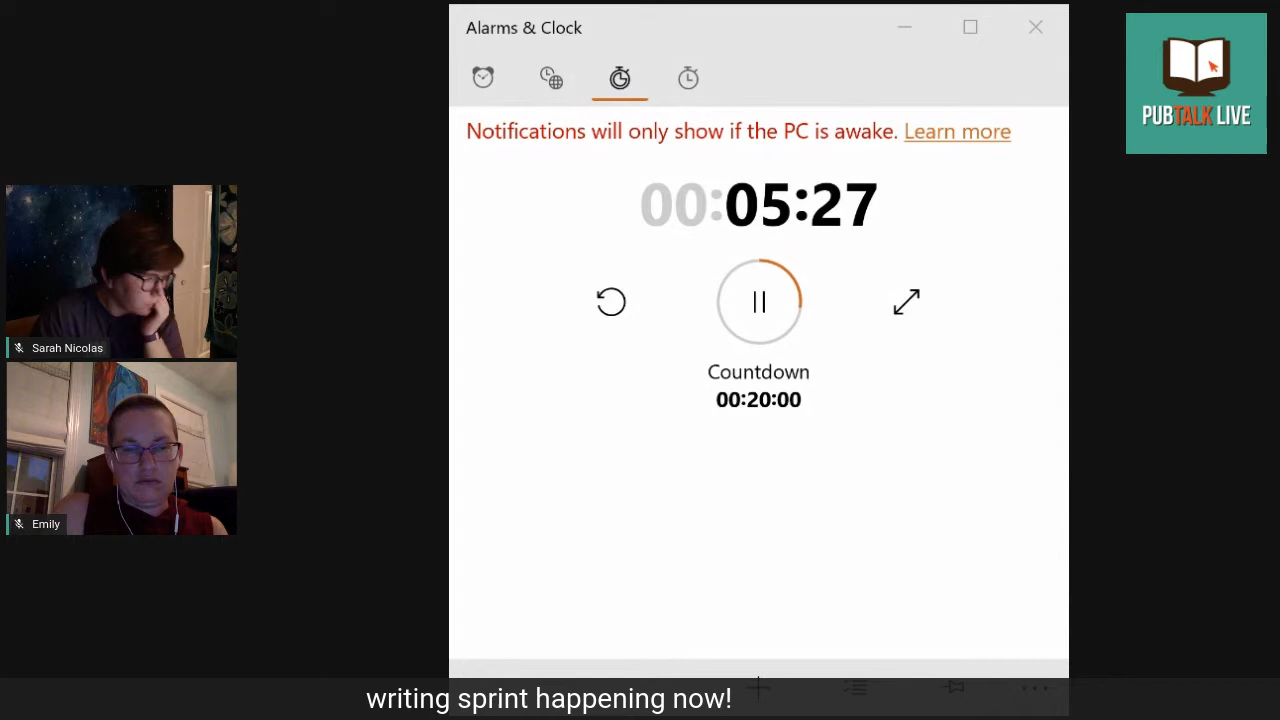 Alarms & Clock
PUBTALK LIVE
Notifications will only show if the PC is awake. Learn more
00:05:27
Countdown
00:20:00
Sarah Nicolas
Emily
writing sprint happening now!